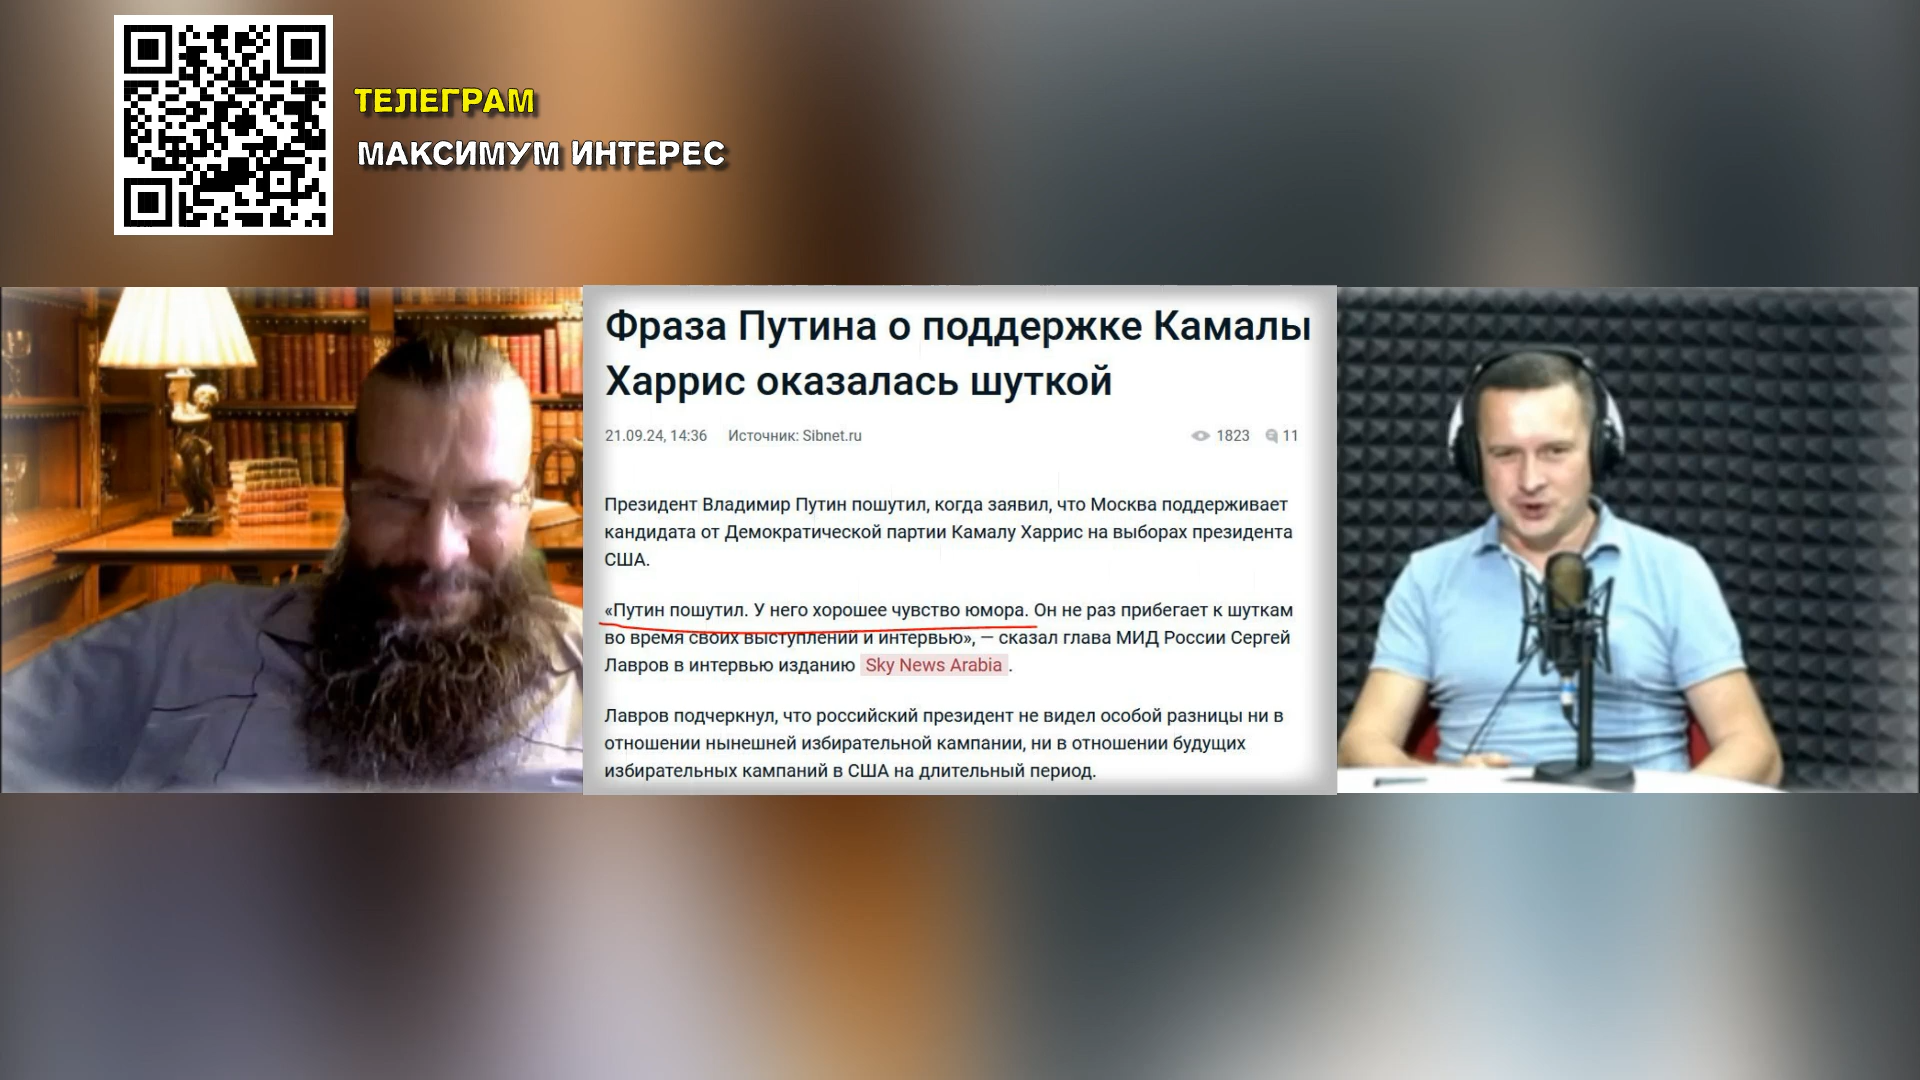 ТЕЛЕГРАМ
МАКСИМУМ ИНТЕРЕС
Фраза Путина о поддержке Камалы
Харрис оказалась шуткой
21.09.24, 14:36 Источник: Sibnet.ru 1823 11
Президент Владимир Путин пошутил, когда заявил, что Москва поддерживает
кандидата от Демократической партии Камалу Харрис на выборах президента
США.
«Путин пошутил. У него хорошее чувство юмора. Он не раз прибегает к шуткам
во время своих выступлений и интервью», — сказал глава МИД России Сергей
Лавров в интервью изданию Sky News Arabia .
Лавров подчеркнул, что российский президент не видел особой разницы ни в
отношении нынешней избирательной кампании, ни в отношении будущих
избирательных кампаний в США на длительный период.